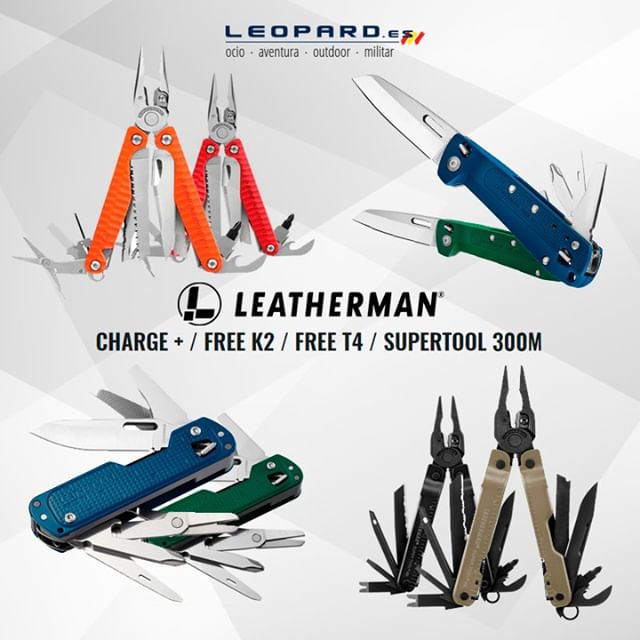 LEOPARD.es
ocio · aventura · outdoor · militar
LEATHERMAN®
CHARGE + / FREE K2 / FREE T4 / SUPERTOOL 300M